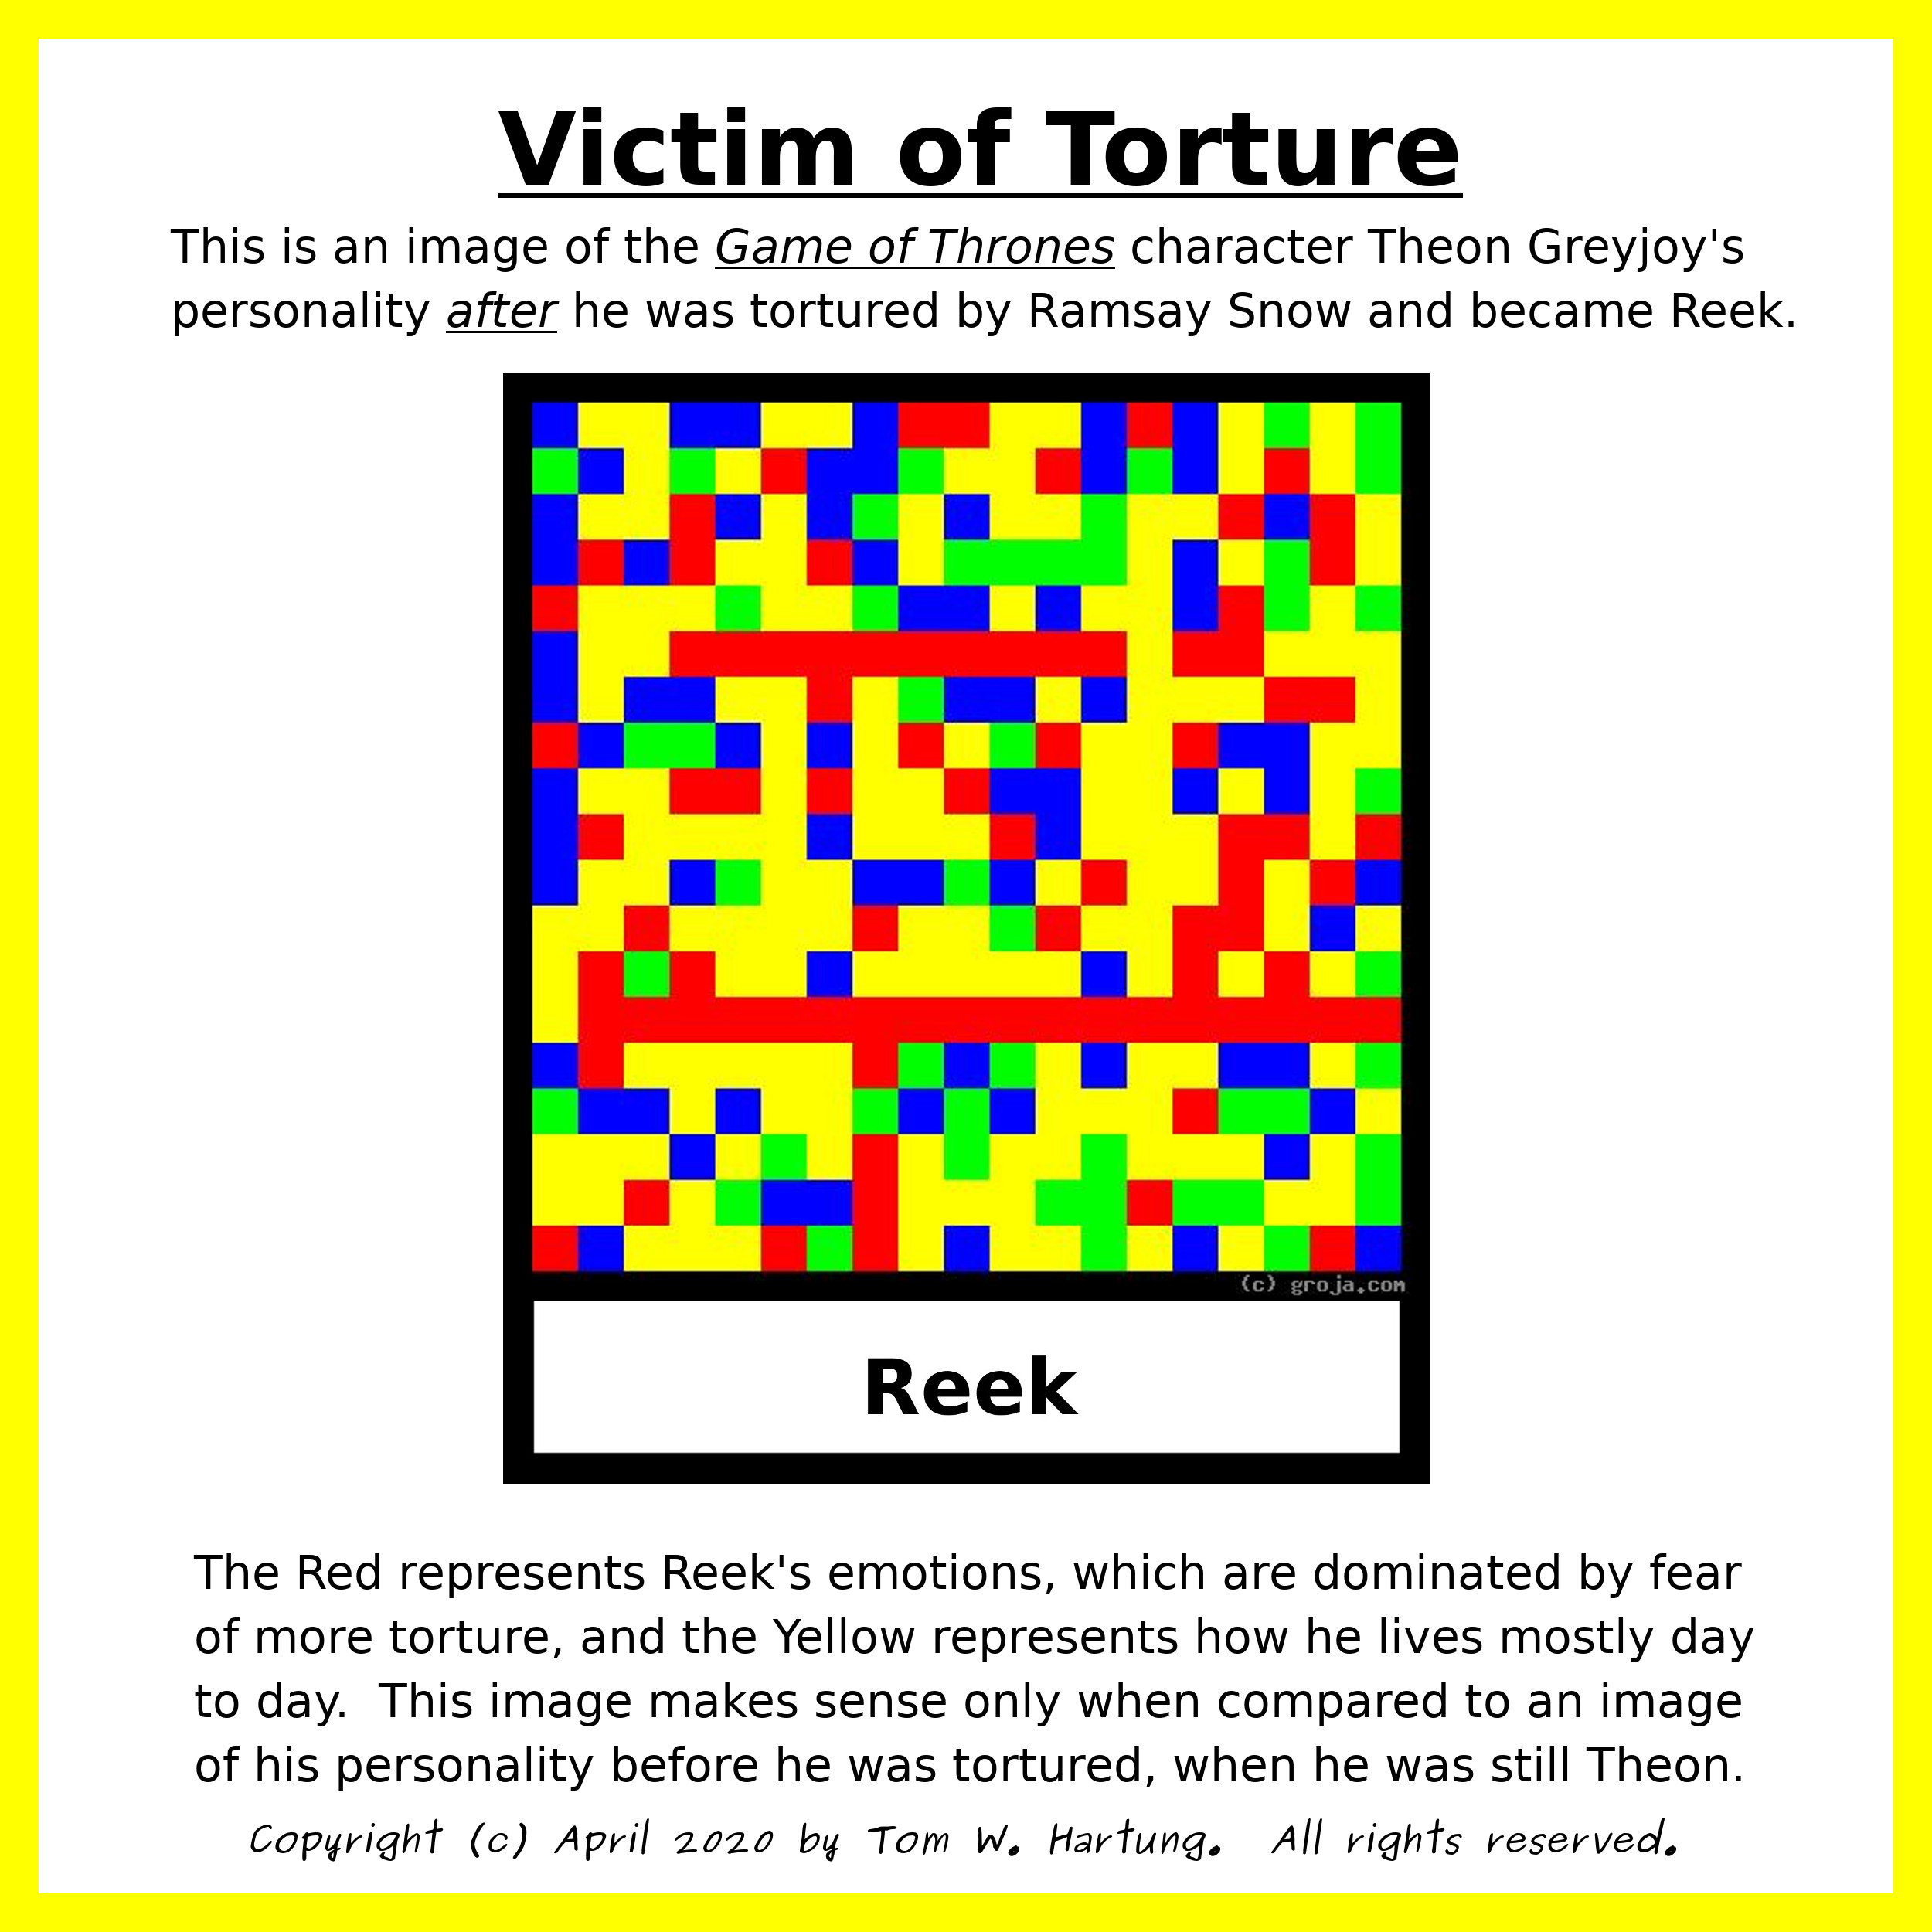 Victim of Torture
This is an image of the Game of Thrones character Theon Greyjoy's
personality after he was tortured by Ramsay Snow and became Reek.
(c) groja.com
Reek
The Red represents Reek's emotions, which are dominated by fear
of more torture, and the Yellow represents how he lives mostly day
to day.  This image makes sense only when compared to an image
of his personality before he was tortured, when he was still Theon.
Copyright (c) April 2020 by Tom W. Hartung.  All rights reserved.